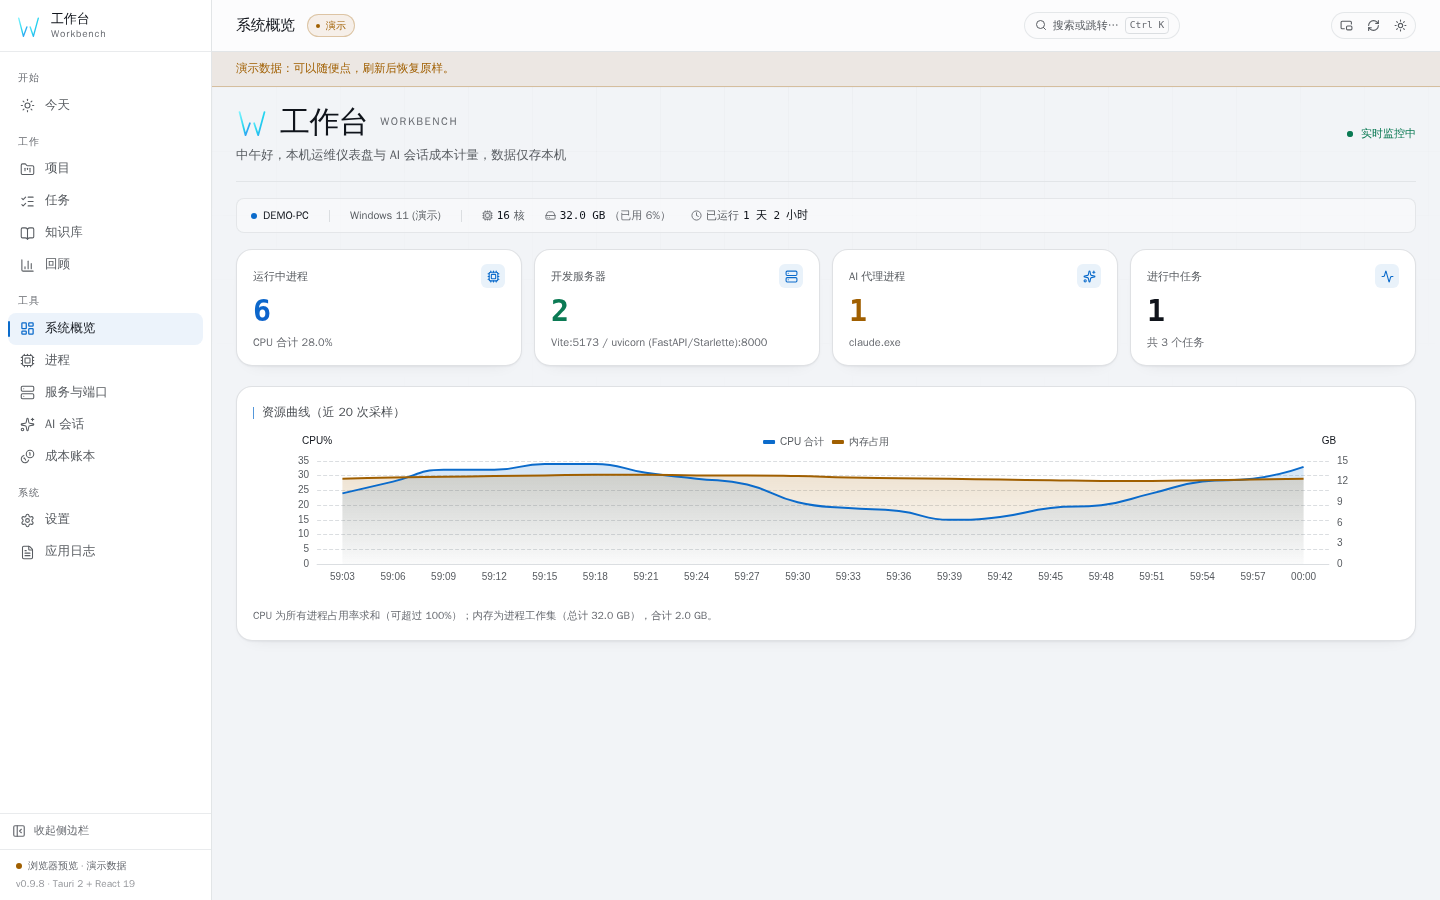 工作台
Workbench
开始
今天
工作
项目
任务
知识库
回顾
工具
系统概览
进程
服务与端口
AI 会话
成本账本
系统
设置
应用日志
收起侧边栏
浏览器预览 · 演示数据
v0.9.8 · Tauri 2 + React 19
系统概览
演示
搜索或跳转… Ctrl K
演示数据：可以随便点，刷新后恢复原样。
工作台 WORKBENCH
中午好，本机运维仪表盘与 AI 会话成本计量，数据仅存本机
实时监控中
DEMO-PC Windows 11 (演示) 16 核 32.0 GB （已用 6%） 已运行 1 天 2 小时
运行中进程
6
CPU 合计 28.0%
开发服务器
2
Vite:5173 / uvicorn (FastAPI/Starlette):8000
AI 代理进程
1
claude.exe
进行中任务
1
共 3 个任务
资源曲线（近 20 次采样）
CPU% CPU 合计 内存占用 GB
35 15
30 12
25 9
20 6
15 3
10 0
5
0
59:03 59:06 59:09 59:12 59:15 59:18 59:21 59:24 59:27 59:30 59:33 59:36 59:39 59:42 59:45 59:48 59:51 59:54 59:57 00:00
CPU 为所有进程占用率求和（可超过 100%）；内存为进程工作集（总计 32.0 GB），合计 2.0 GB。